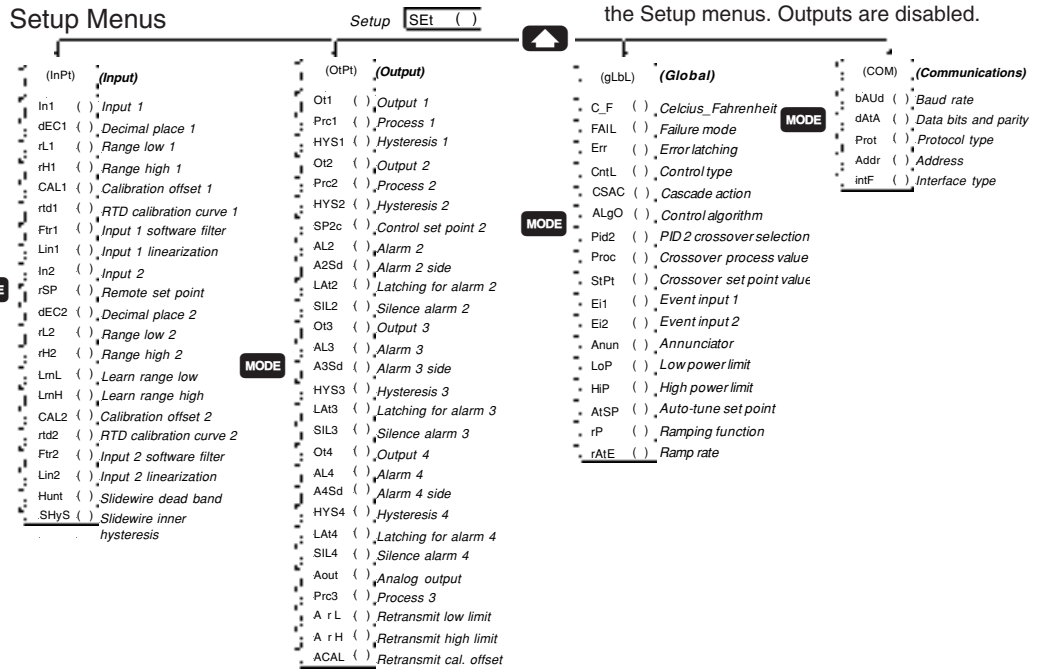 Setup Menus
Setup SEt ( )
the Setup menus. Outputs are disabled.
(InPt) (Input)
In1 ( ) Input 1
dEC1 ( ) Decimal place 1
rL1 ( ) Range low 1
rH1 ( ) Range high 1
CAL1 ( ) Calibration offset 1
rtd1 ( ) RTD calibration curve 1
Ftr1 ( ) Input 1 software filter
Lin1 ( ) Input 1 linearization
In2 ( ) Input 2
rSP ( ) Remote set point
dEC2 ( ) Decimal place 2
rL2 ( ) Range low 2
rH2 ( ) Range high 2
LrnL ( ) Learn range low
LrnH ( ) Learn range high
CAL2 ( ) Calibration offset 2
rtd2 ( ) RTD calibration curve 2
Ftr2 ( ) Input 2 software filter
Lin2 ( ) Input 2 linearization
Hunt ( ) Slidewire dead band
SHyS ( ) Slidewire inner
hysteresis
E
MODE
(OtPt) (Output)
Ot1 ( ) Output 1
Prc1 ( ) Process 1
HYS1 ( ) Hysteresis 1
Ot2 ( ) Output 2
Prc2 ( ) Process 2
HYS2 ( ) Hysteresis 2
SP2c ( ) Control set point 2
AL2 ( ) Alarm 2
A2Sd ( ) Alarm 2 side
LAt2 ( ) Latching for alarm 2
SIL2 ( ) Silence alarm 2
Ot3 ( ) Output 3
AL3 ( ) Alarm 3
A3Sd ( ) Alarm 3 side
HYS3 ( ) Hysteresis 3
LAt3 ( ) Latching for alarm 3
SIL3 ( ) Silence alarm 3
Ot4 ( ) Output 4
AL4 ( ) Alarm 4
A4Sd ( ) Alarm 4 side
HYS4 ( ) Hysteresis 4
LAt4 ( ) Latching for alarm 4
SIL4 ( ) Silence alarm 4
Aout ( ) Analog output
Prc3 ( ) Process 3
A r L ( ) Retransmit low limit
A r H ( ) Retransmit high limit
ACAL ( ) Retransmit cal. offset
MODE
(gLbL) (Global)
C_F ( ) Celcius_Fahrenheit
FAIL ( ) Failure mode
Err ( ) Error latching
CntL ( ) Control type
CSAC ( ) Cascade action
ALgO ( ) Control algorithm
Pid2 ( ) PID 2 crossover selection
Proc ( ) Crossover process value
StPt ( ) Crossover set point value
Ei1 ( ) Event input 1
Ei2 ( ) Event input 2
Anun ( ) Annunciator
LoP ( ) Low power limit
HiP ( ) High power limit
AtSP ( ) Auto-tune set point
rP ( ) Ramping function
rAtE ( ) Ramp rate
MODE
(COM) (Communications)
bAUd ( ) Baud rate
dAtA ( ) Data bits and parity
Prot ( ) Protocol type
Addr ( ) Address
intF ( ) Interface type